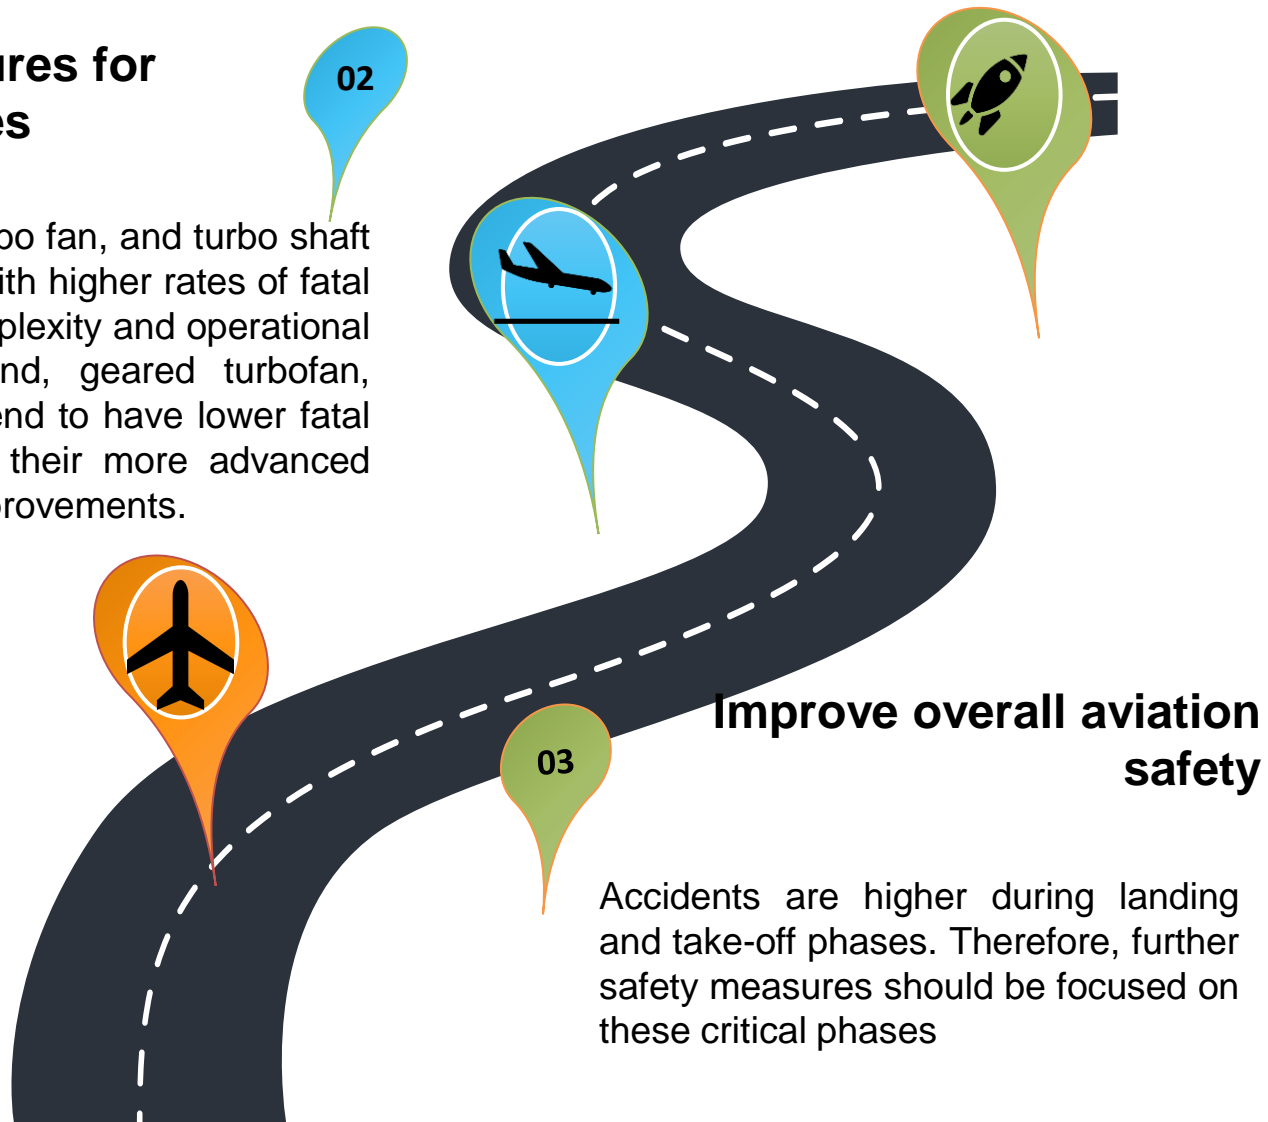 02
ures for
es
oo fan, and turbo shaft
ith higher rates of fatal
plexity and operational
nd, geared turbofan,
end to have lower fatal
their more advanced
provements.
03
Improve overall aviation
safety
Accidents are higher during landing
and take-off phases. Therefore, further
safety measures should be focused on
these critical phases